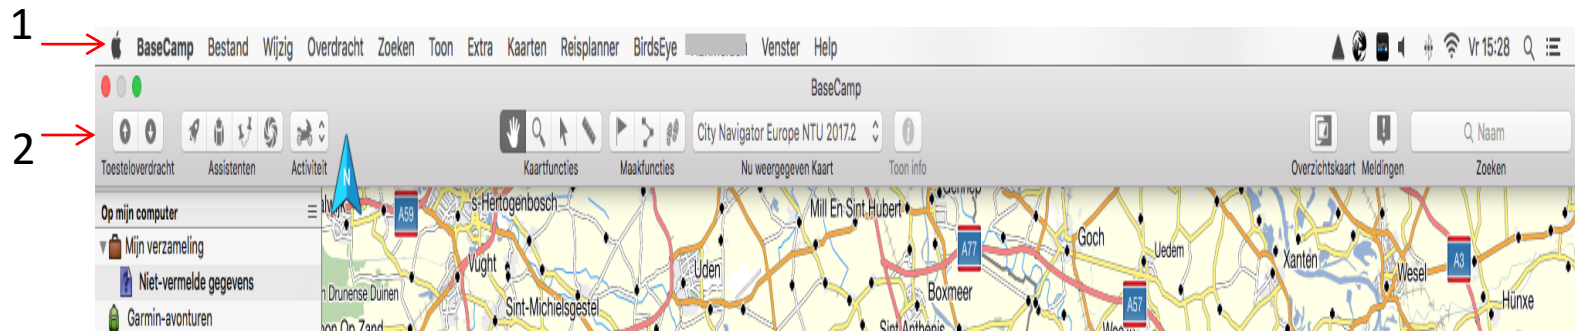 1
BaseCamp Bestand Wijzig Overdracht Zoeken Toon Extra Kaarten Reisplanner BirdsEye Venster Help Vr 15:28
BaseCamp
2
City Navigator Europe NTU 2017.2 Naam
Toesteloverdracht Assistenten Activiteit Kaartfuncties Maakfuncties Nu weergegeven Kaart Toon info Overzichtskaart Meldingen Zoeken
N
Op mijn computer
Mijn verzameling
Niet-vermelde gegevens
Garmin-avonturen
A59 s-Hertogenbosch Mill En Sint Hubert
Vught Uden A77 Goch Uedem Xanten Wesel A3
n Drunense Duinen Sint-Michielsgestel Boxmeer A57 Hünxe
Sint Anthonis